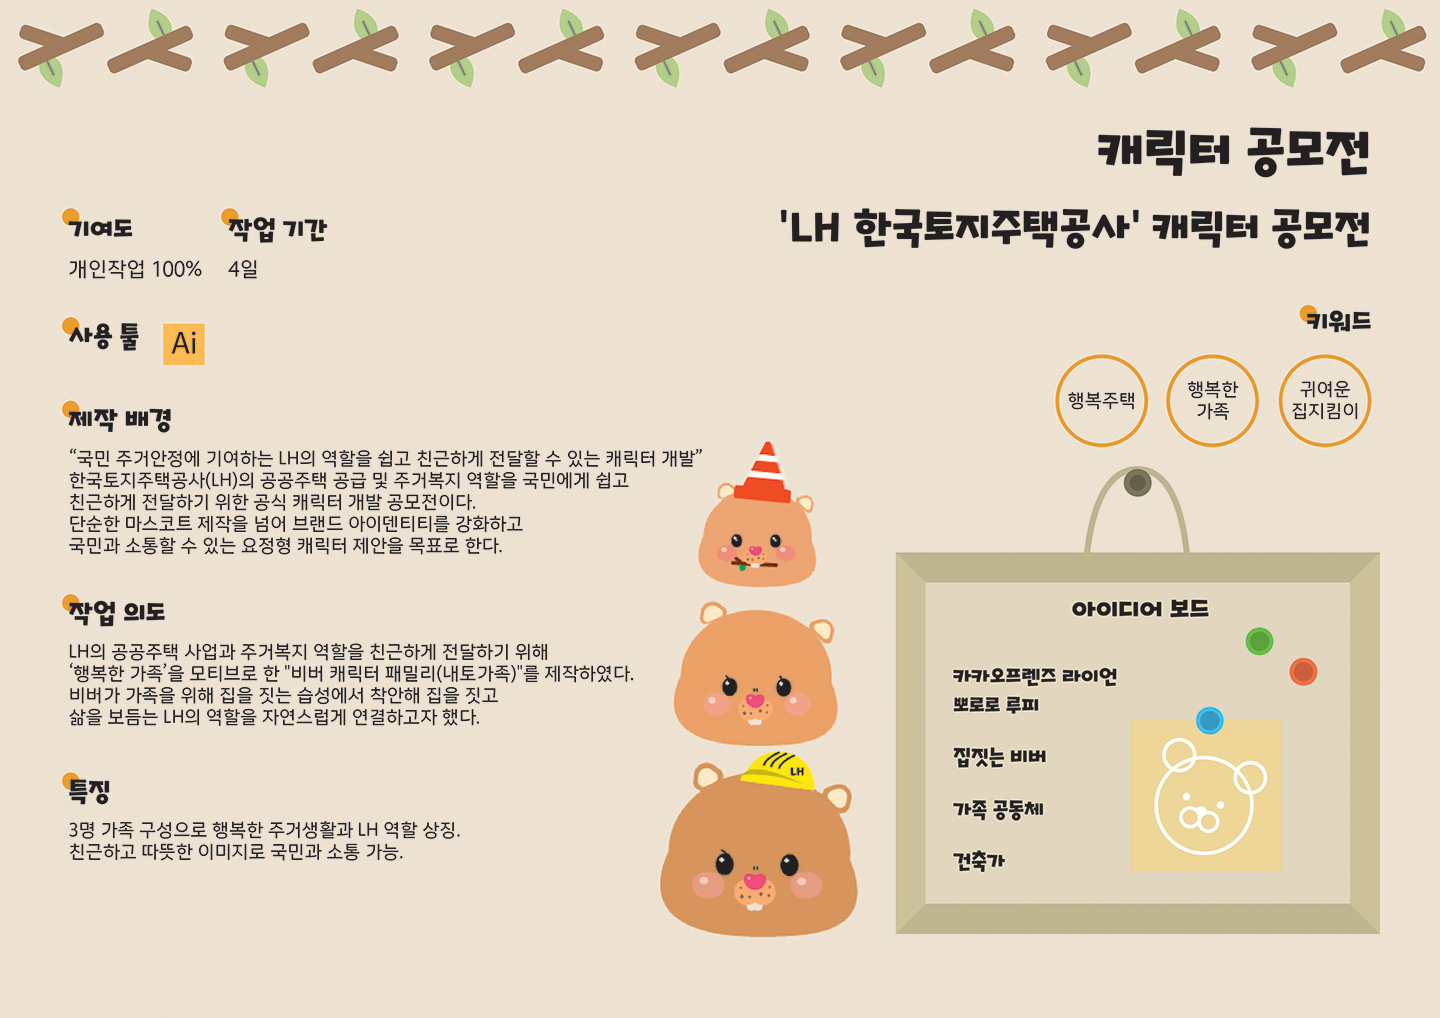 캐릭터 공모전
'LH 한국토지주택공사' 캐릭터 공모전
기여도
개인작업 100%
작업 기간
4일
사용 툴
Ai
키워드
행복주택
행복한
가족
귀여운
집지킴이
제작 배경
“국민 주거안정에 기여하는 LH의 역할을 쉽고 친근하게 전달할 수 있는 캐릭터 개발”
한국토지주택공사(LH)의 공공주택 공급 및 주거복지 역할을 국민에게 쉽고
친근하게 전달하기 위한 공식 캐릭터 개발 공모전이다.
단순한 마스코트 제작을 넘어 브랜드 아이덴티티를 강화하고
국민과 소통할 수 있는 요정형 캐릭터 제안을 목표로 한다.
작업 의도
LH의 공공주택 사업과 주거복지 역할을 친근하게 전달하기 위해
‘행복한 가족’을 모티브로 한 "비버 캐릭터 패밀리(내토가족)"를 제작하였다.
비버가 가족을 위해 집을 짓는 습성에서 착안해 집을 짓고
삶을 보듬는 LH의 역할을 자연스럽게 연결하고자 했다.
특징
3명 가족 구성으로 행복한 주거생활과 LH 역할 상징.
친근하고 따뜻한 이미지로 국민과 소통 가능.
LH
아이디어 보드
카카오프렌즈 라이언
뽀로로 루피
집짓는 비버
가족 공동체
건축가